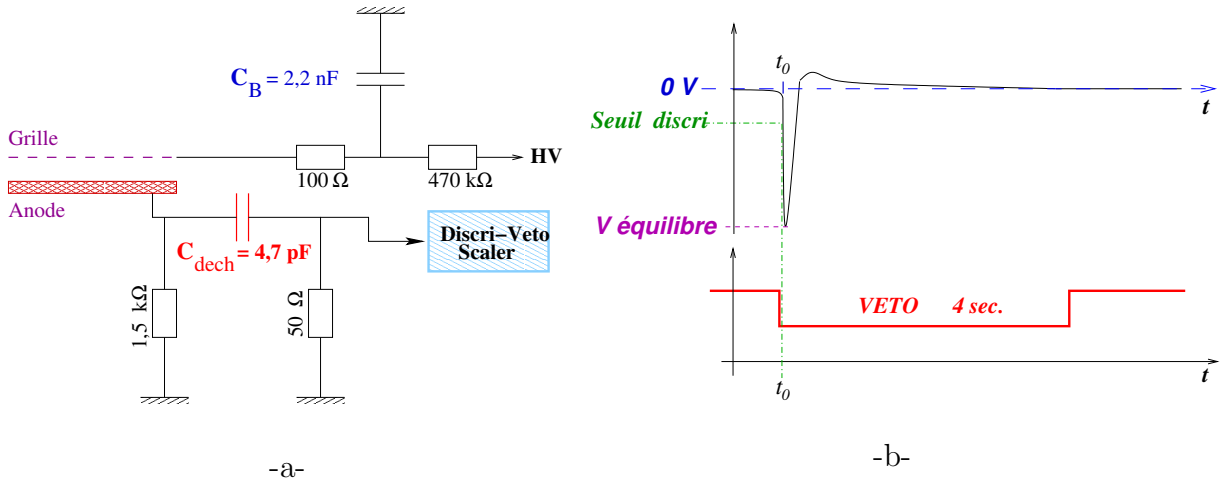 C_B = 2,2 nF
Grille
HV
100 Ω
470 kΩ
Anode
Discri–Veto
Scaler
C_dech = 4,7 pF
1,5 kΩ
50 Ω
-a-
t_0
0 V
t
Seuil discri
V équilibre
VETO 4 sec.
t
t_0
-b-